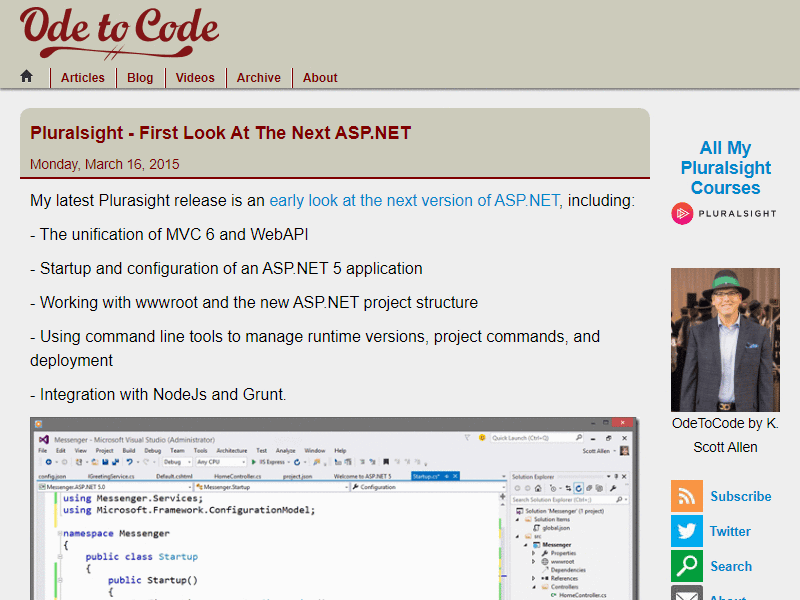 Ode to Code
Articles
Blog
Videos
Archive
About
Pluralsight - First Look At The Next ASP.NET
Monday, March 16, 2015
My latest Plurasight release is an early look at the next version of ASP.NET, including:
- The unification of MVC 6 and WebAPI
- Startup and configuration of an ASP.NET 5 application
- Working with wwwroot and the new ASP.NET project structure
- Using command line tools to manage runtime versions, project commands, and
deployment
- Integration with NodeJs and Grunt.
Messenger - Microsoft Visual Studio (Administrator)
Quick Launch (Ctrl+Q)
File Edit View Project Build Debug Team Tools Architecture Test Analyze Window Help
Scott Allen
Debug Any CPU IIS Express
config.json IGreetingService.cs Default.cshtml HomeController.cs project.json Welcome to ASP.NET 5 Startup.cs
Messenger.ASP.NET 5.0 Messenger.Startup Configuration
using Messenger.Services;
using Microsoft.Framework.ConfigurationModel;
namespace Messenger
{
public class Startup
{
public Startup()
{
Solution Explorer
Search Solution Explorer (Ctrl+;)
Solution 'Messenger' (1 project)
Solution Items
global.json
src
Messenger
Properties
wwwroot
Dependencies
References
Controllers
HomeController.cs
All My
Pluralsight
Courses
PLURALSIGHT
OdeToCode by K.
Scott Allen
Subscribe
Twitter
Search
About